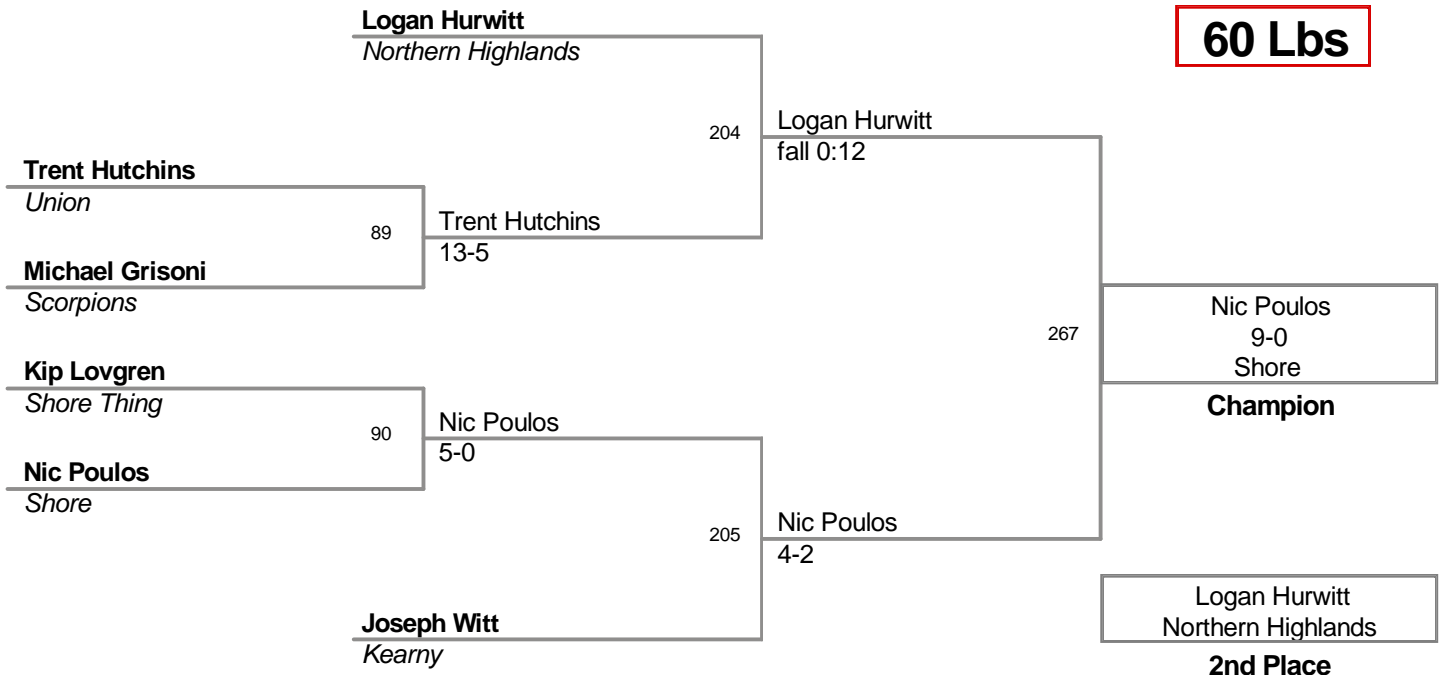 Logan Hurwitt
Northern Highlands
60 Lbs
204
Logan Hurwitt
fall 0:12
Trent Hutchins
Union
89
Trent Hutchins
13-5
Michael Grisoni
Scorpions
267
Nic Poulos
9-0
Shore
Champion
Kip Lovgren
Shore Thing
90
Nic Poulos
5-0
Nic Poulos
Shore
205
Nic Poulos
4-2
Joseph Witt
Kearny
Logan Hurwitt
Northern Highlands
2nd Place